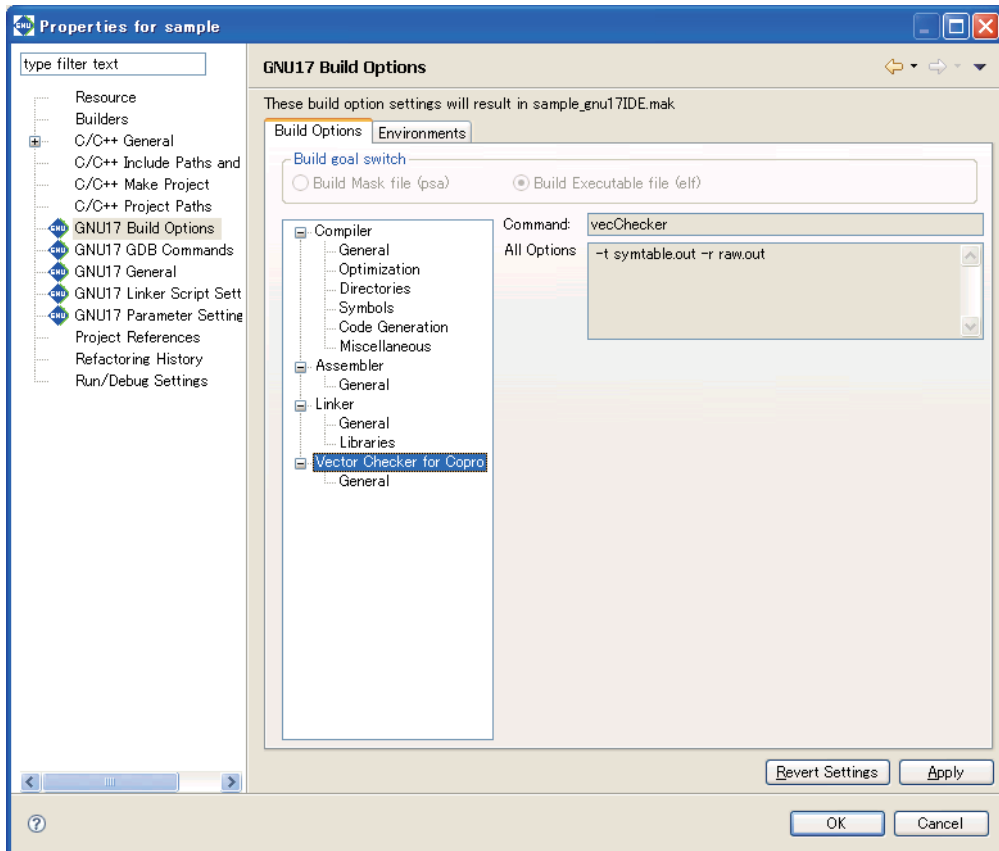 Properties for sample
type filter text
Resource
Builders
C/C++ General
C/C++ Include Paths and
C/C++ Make Project
C/C++ Project Paths
GNU17 Build Options
GNU17 GDB Commands
GNU17 General
GNU17 Linker Script Sett
GNU17 Parameter Setting
Project References
Refactoring History
Run/Debug Settings
GNU17 Build Options
These build option settings will result in sample_gnu17IDE.mak
Build Options
Environments
Build goal switch
Build Mask file (psa)
Build Executable file (elf)
Compiler
General
Optimization
Directories
Symbols
Code Generation
Miscellaneous
Assembler
General
Linker
General
Libraries
Vector Checker for Copro
General
Command: vecChecker
All Options -t symtable.out -r raw.out
Revert Settings
Apply
OK
Cancel